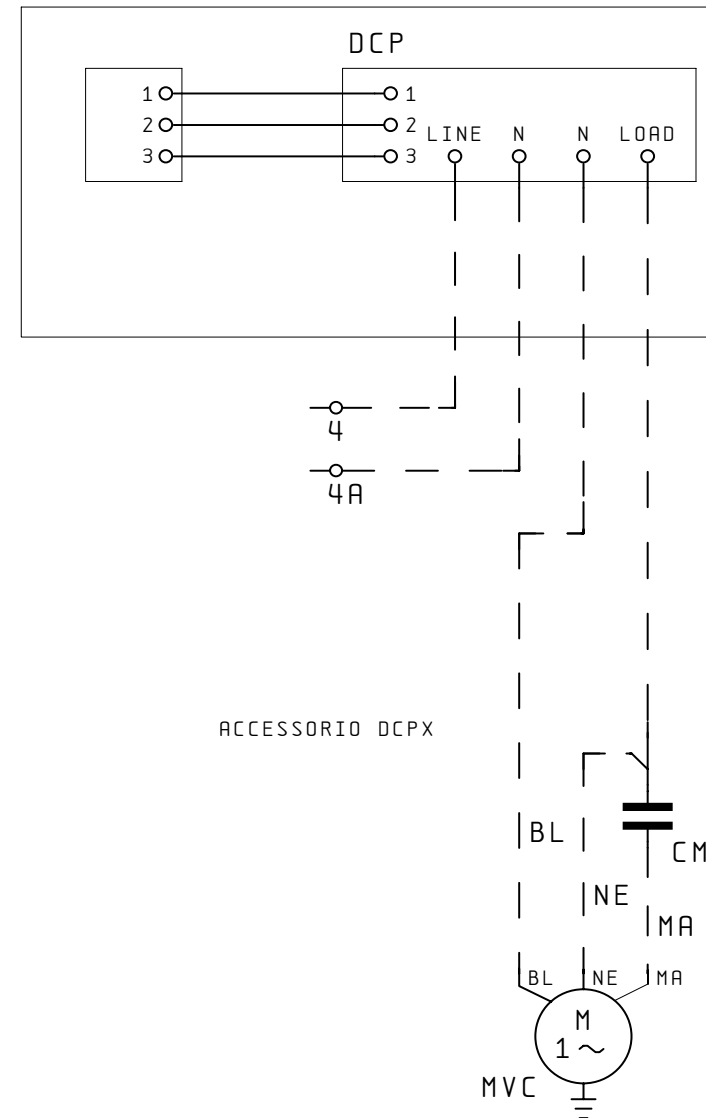 DCP
1 1
2 2
3 3
LINE N N LOAD
4
4A
ACCESSORIO DCPX
BL
CM
NE
MA
BL NE MA
M
1~
MVC